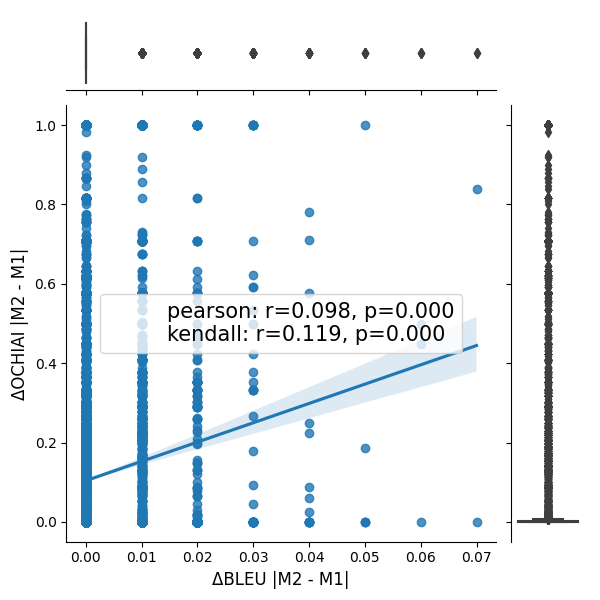 1.0
0.8
0.6
0.4
0.2
0.0
ΔOCHIAI |M2 - M1|
pearson: r=0.098, p=0.000
kendall: r=0.119, p=0.000
0.00 0.01 0.02 0.03 0.04 0.05 0.06 0.07
ΔBLEU |M2 - M1|